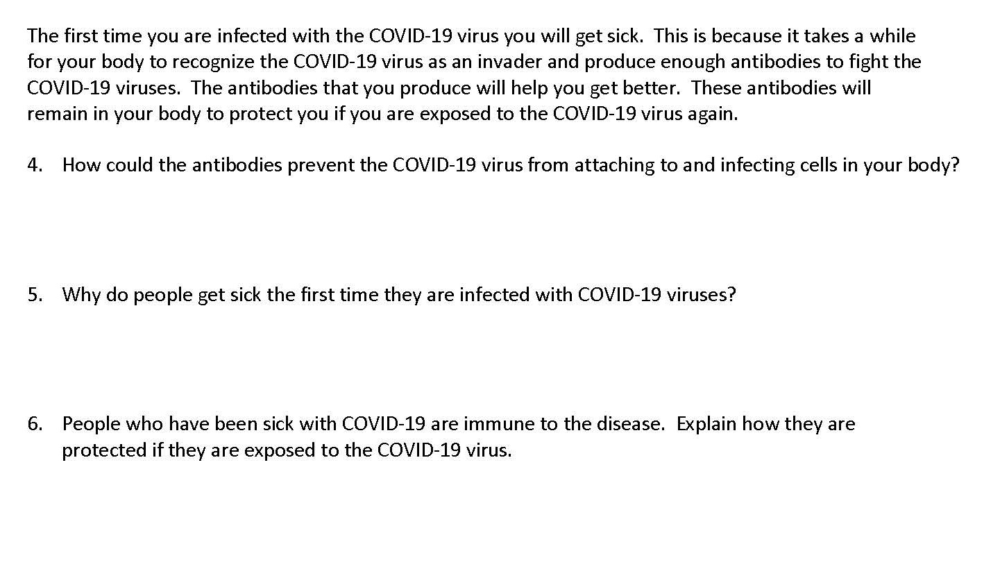 The first time you are infected with the COVID-19 virus you will get sick.  This is because it takes a while
for your body to recognize the COVID-19 virus as an invader and produce enough antibodies to fight the
COVID-19 viruses.  The antibodies that you produce will help you get better.  These antibodies will
remain in your body to protect you if you are exposed to the COVID-19 virus again.
4.   How could the antibodies prevent the COVID-19 virus from attaching to and infecting cells in your body?
5.   Why do people get sick the first time they are infected with COVID-19 viruses?
6.   People who have been sick with COVID-19 are immune to the disease.  Explain how they are
protected if they are exposed to the COVID-19 virus.